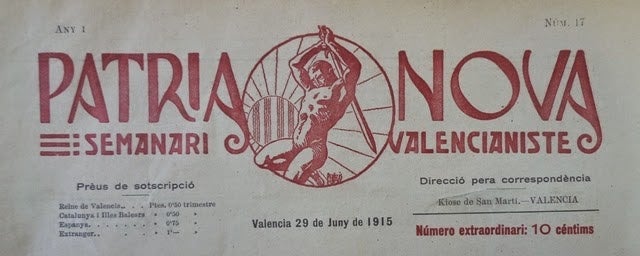 ANY 1
NÚM. 17
PATRIA NOVA
SEMANARI VALENCIANISTE
Prèus de sotscripció
Reine de Valencia.. . . Ptes. 0'50 trimestre
Catalunya i Illes Balears » 0'50 »
Espanya. . . . » 0'75 »
Extranger. . . . » 1'— »
Valencia 29 de Juny de 1915
Direcció pera correspondència
Kiosc de San Martí.—VALENCIA
Número extraordinari: 10 céntims